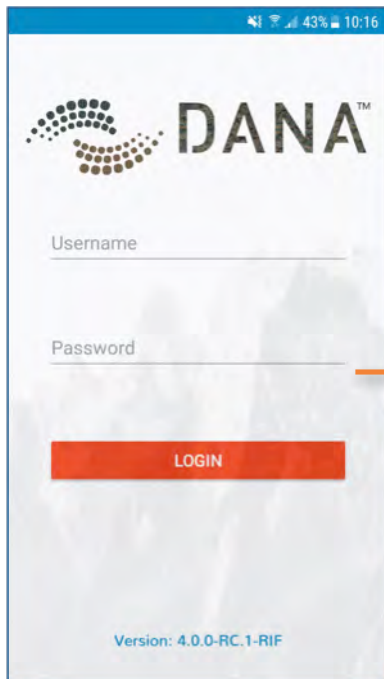 43% 10:16
DANA™
Username
Password
LOGIN
Version: 4.0.0-RC.1-RIF